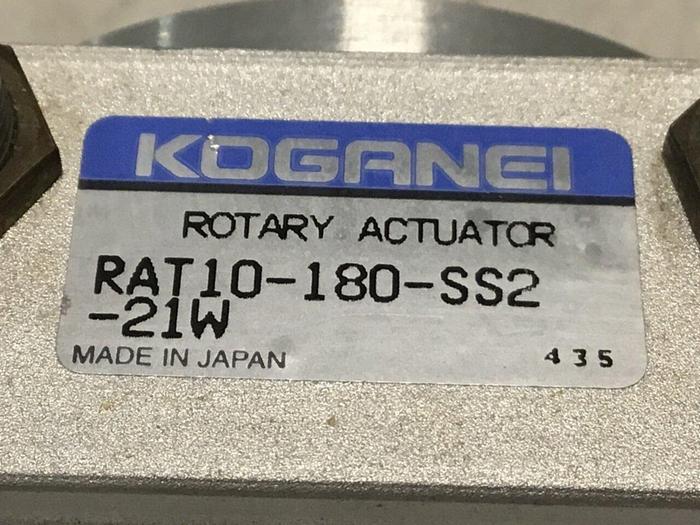 KOGANEI
ROTARY ACTUATOR
RAT10-180-SS2
-21W
MADE IN JAPAN 435